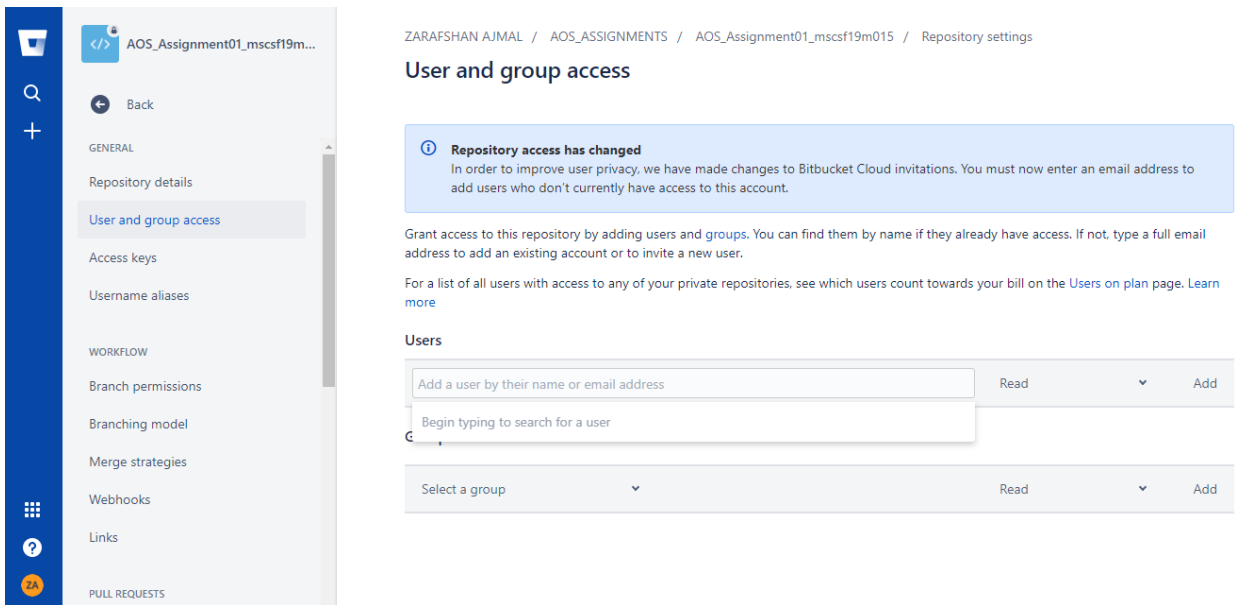 </>
AOS_Assignment01_mscsf19m...
Back
GENERAL
Repository details
User and group access
Access keys
Username aliases
WORKFLOW
Branch permissions
Branching model
Merge strategies
Webhooks
Links
PULL REQUESTS
ZA
ZARAFSHAN AJMAL / AOS_ASSIGNMENTS / AOS_Assignment01_mscsf19m015 / Repository settings
User and group access
Repository access has changed
In order to improve user privacy, we have made changes to Bitbucket Cloud invitations. You must now enter an email address to
add users who don't currently have access to this account.
Grant access to this repository by adding users and groups. You can find them by name if they already have access. If not, type a full email
address to add an existing account or to invite a new user.
For a list of all users with access to any of your private repositories, see which users count towards your bill on the Users on plan page. Learn
more
Users
Add a user by their name or email address Read Add
Begin typing to search for a user
Select a group Read Add